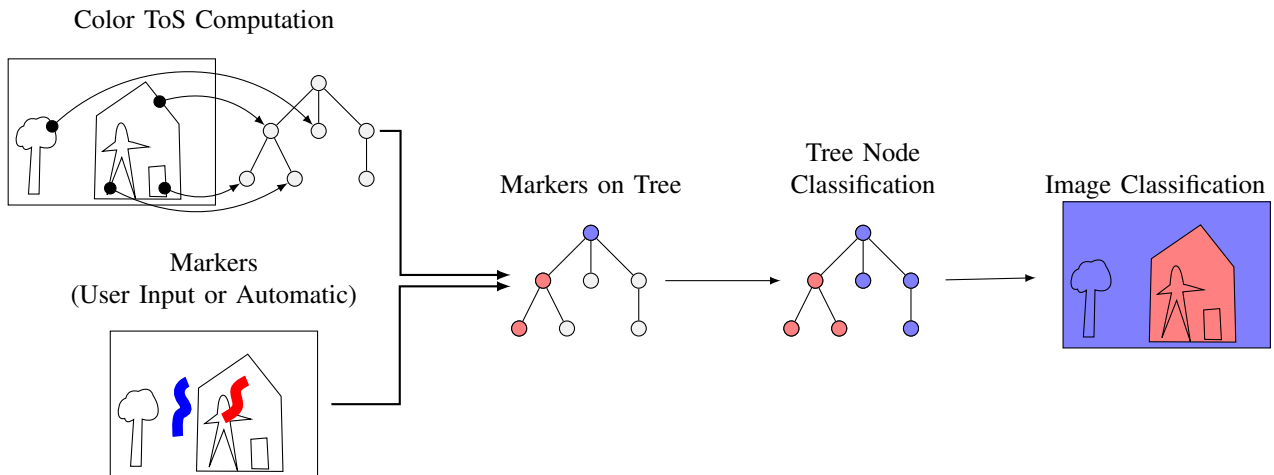 Color ToS Computation
Markers
(User Input or Automatic)
Markers on Tree
Tree Node
Classification
Image Classification